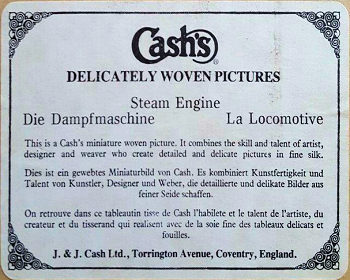 Cash's®
DELICATELY WOVEN PICTURES
Steam Engine
Die Dampfmaschine La Locomotive
This is a Cash's miniature woven picture. It combines the skill and talent of artist,
designer and weaver who create detailed and delicate pictures in fine silk.
Dies ist ein gewebtes Miniaturbild von Cash. Es kombiniert Kunstfertigkeit und
Talent von Kunstler, Designer und Weber, die detaillierte und delikate Bilder aus
feiner Seide schaffen.
On retrouve dans ce tableautin tisse de Cash l'habilete et le talent de l'artiste, du
createur et du tisserand qui realisent avec de la soie fine des tableaux delicats et
fouilles.
J. & J. Cash Ltd., Torrington Avenue, Coventry, England.